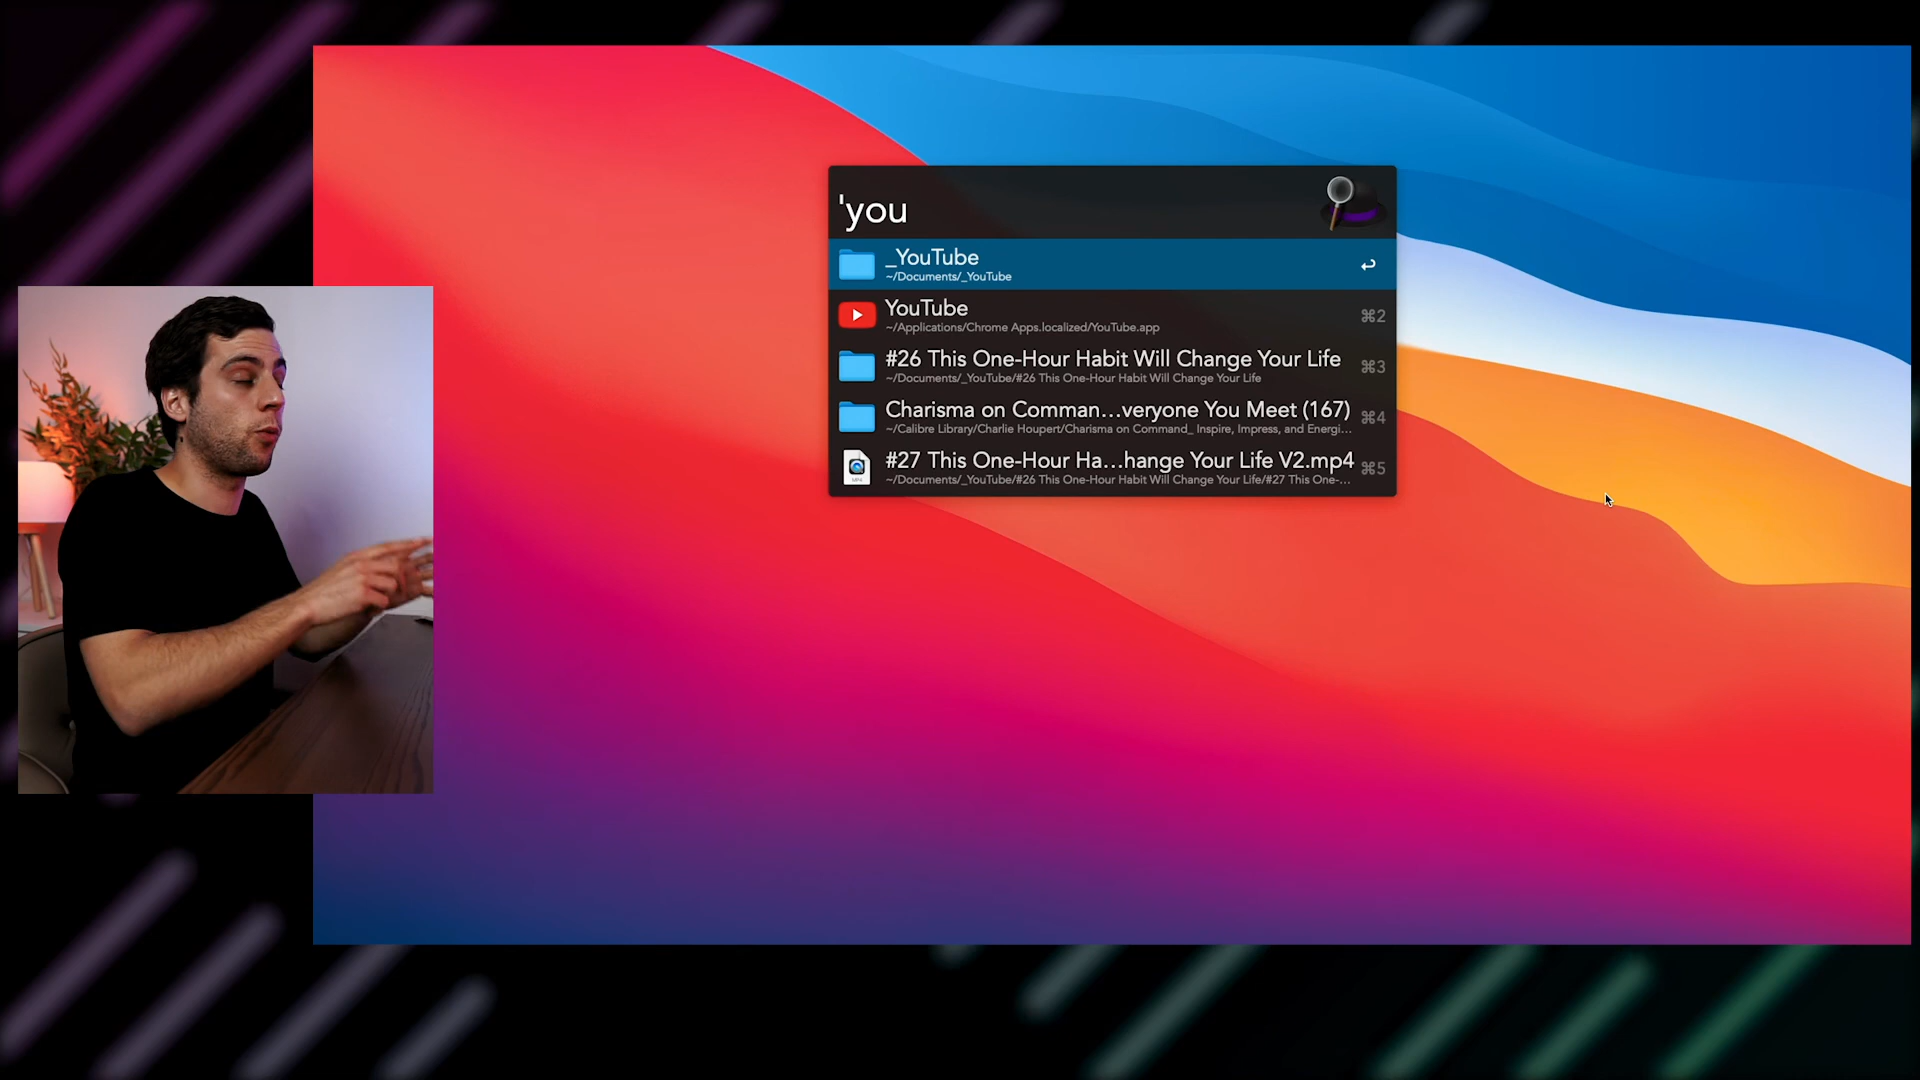 'you
_YouTube
~/Documents/_YouTube
YouTube
~/Applications/Chrome Apps.localized/YouTube.app
⌘2
#26 This One-Hour Habit Will Change Your Life
~/Documents/_YouTube/#26 This One-Hour Habit Will Change Your Life
⌘3
Charisma on Comman...veryone You Meet (167)
~/Calibre Library/Charlie Houpert/Charisma on Command_ Inspire, Impress, and Energi...
⌘4
#27 This One-Hour Ha...hange Your Life V2.mp4
~/Documents/_YouTube/#26 This One-Hour Habit Will Change Your Life/#27 This One-...
⌘5